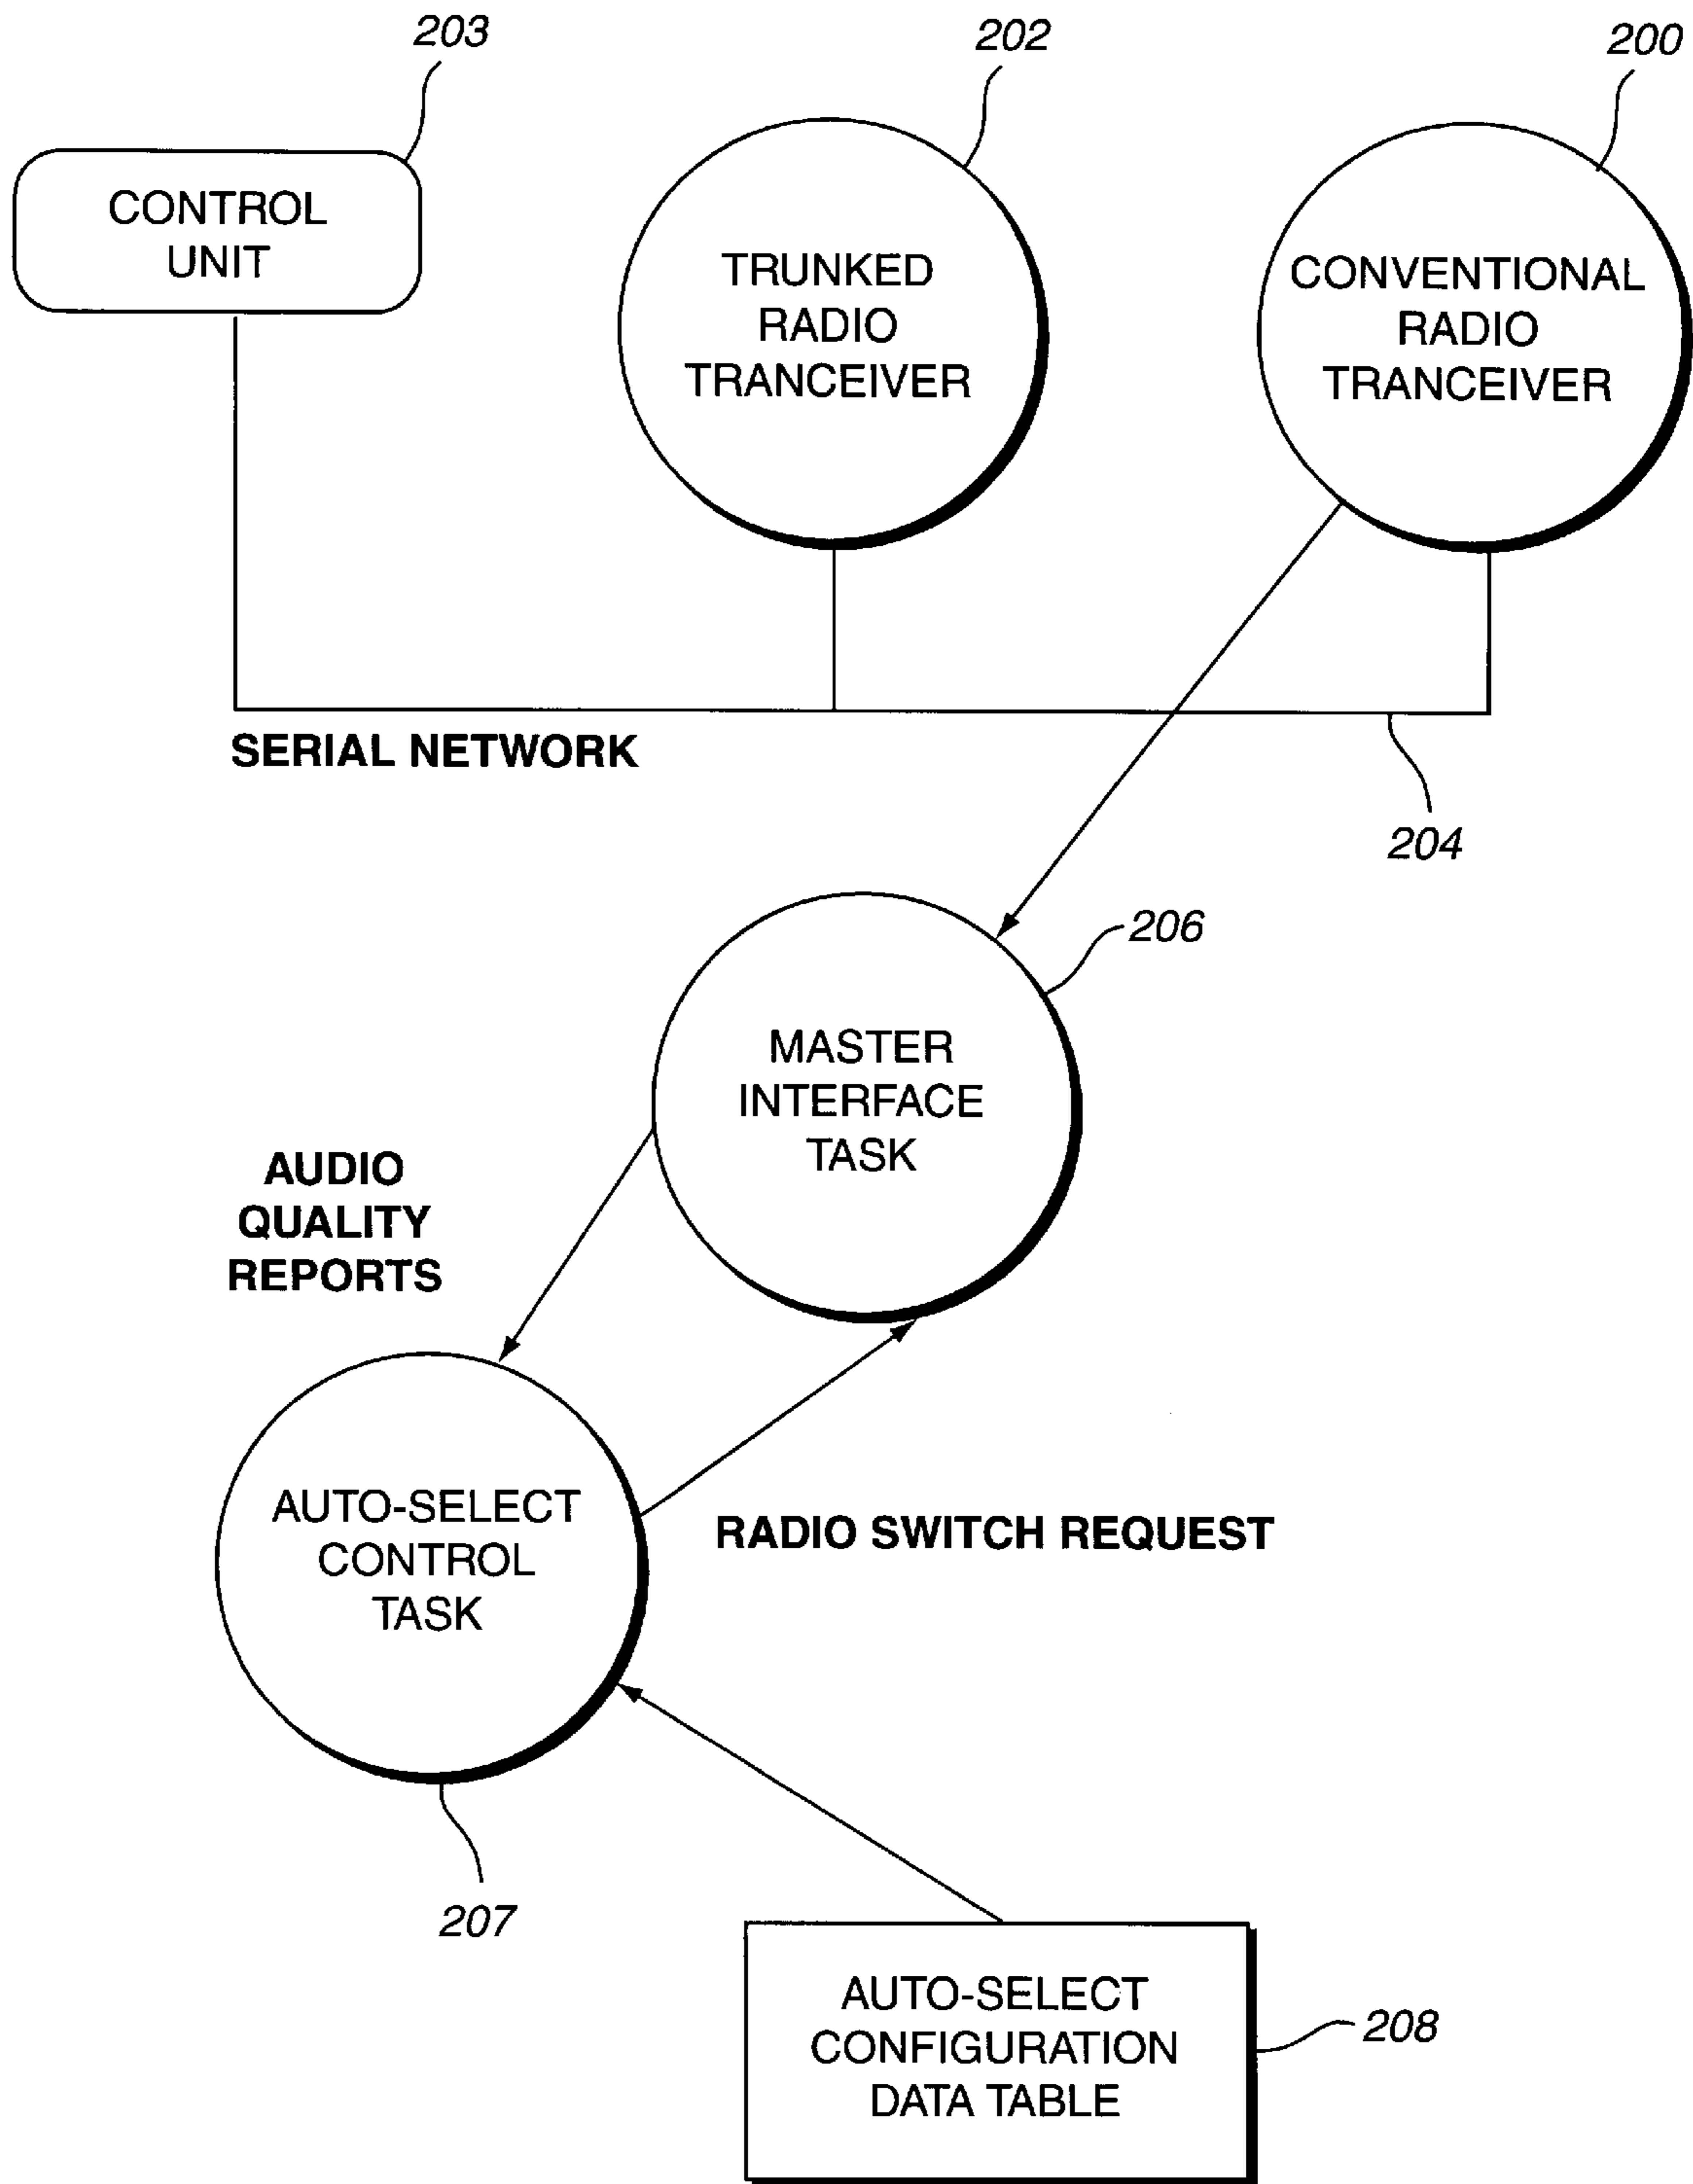 203
202
200
CONTROL
UNIT
TRUNKED
RADIO
TRANCEIVER
CONVENTIONAL
RADIO
TRANCEIVER
SERIAL NETWORK
204
206
MASTER
INTERFACE
TASK
AUDIO
QUALITY
REPORTS
AUTO-SELECT
CONTROL
TASK
RADIO SWITCH REQUEST
207
AUTO-SELECT
CONFIGURATION
DATA TABLE
208